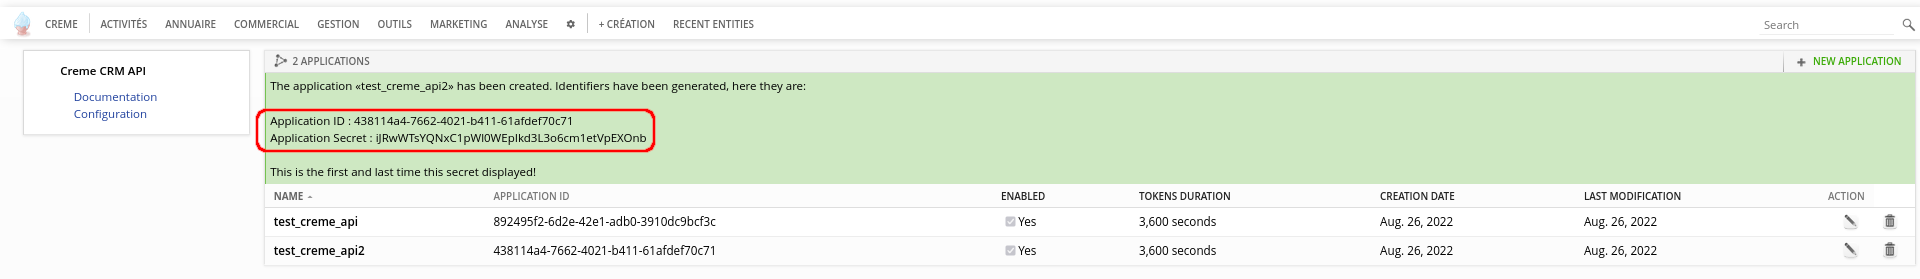 CREME ACTIVITÉS ANNUAIRE COMMERCIAL GESTION OUTILS MARKETING ANALYSE + CRÉATION RECENT ENTITIES Search
Creme CRM API
Documentation
Configuration
2 APPLICATIONS + NEW APPLICATION
The application «test_creme_api2» has been created. Identifiers have been generated, here they are:
Application ID : 438114a4-7662-4021-b411-61afdef70c71
Application Secret : iJRwWTsYQNxC1pWI0WEpIkd3L3o6cm1etVpEXOnb
This is the first and last time this secret displayed!
NAME APPLICATION ID ENABLED TOKENS DURATION CREATION DATE LAST MODIFICATION ACTION
test_creme_api 892495f2-6d2e-42e1-adb0-3910dc9bcf3c Yes 3,600 seconds Aug. 26, 2022 Aug. 26, 2022
test_creme_api2 438114a4-7662-4021-b411-61afdef70c71 Yes 3,600 seconds Aug. 26, 2022 Aug. 26, 2022